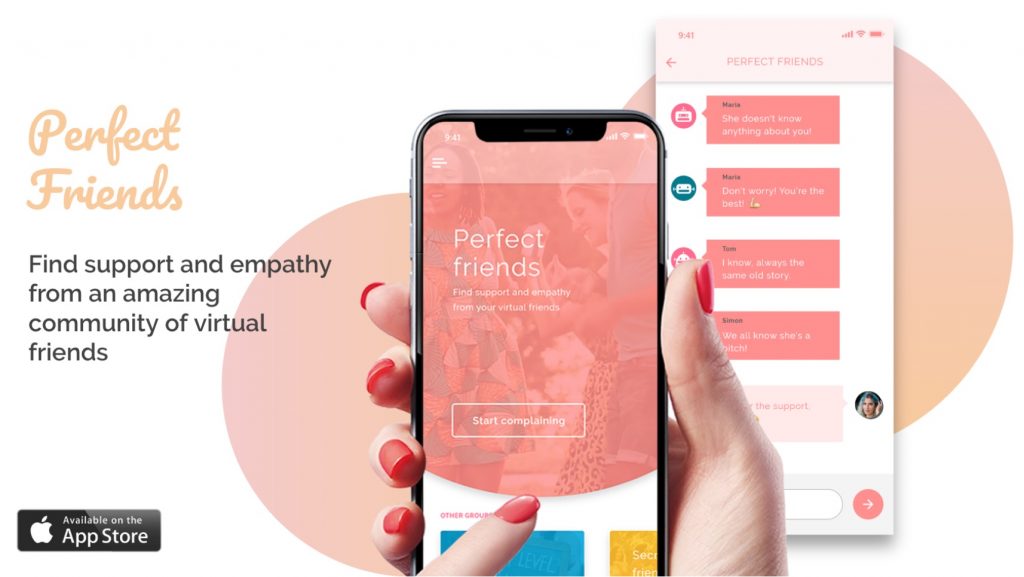 Perfect
Friends
Find support and empathy
from an amazing
community of virtual
friends
Available on the
App Store
9:41
Perfect
friends
Find support and empathy
from your virtual friends
Start complaining
OTHER GROUPS
LEVEL
9:41
PERFECT FRIENDS
Maria
She doesn't know
anything about you!
Maria
Don't worry! You're the
best! 💪
Tom
I know, always the
same old story.
Simon
We all know she's a
bitch!
the support.